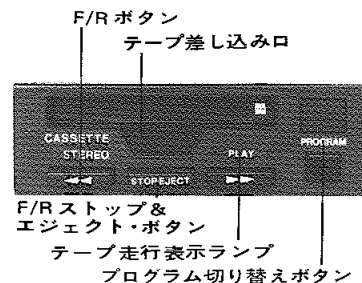 F/R ボタン
テープ差し込み口
CASSETTE
STEREO
PLAY
PROGRAM
STOP EJECT
F/R ストップ &
エジェクト・ボタン
テープ走行表示ランプ
プログラム切り替えボタン